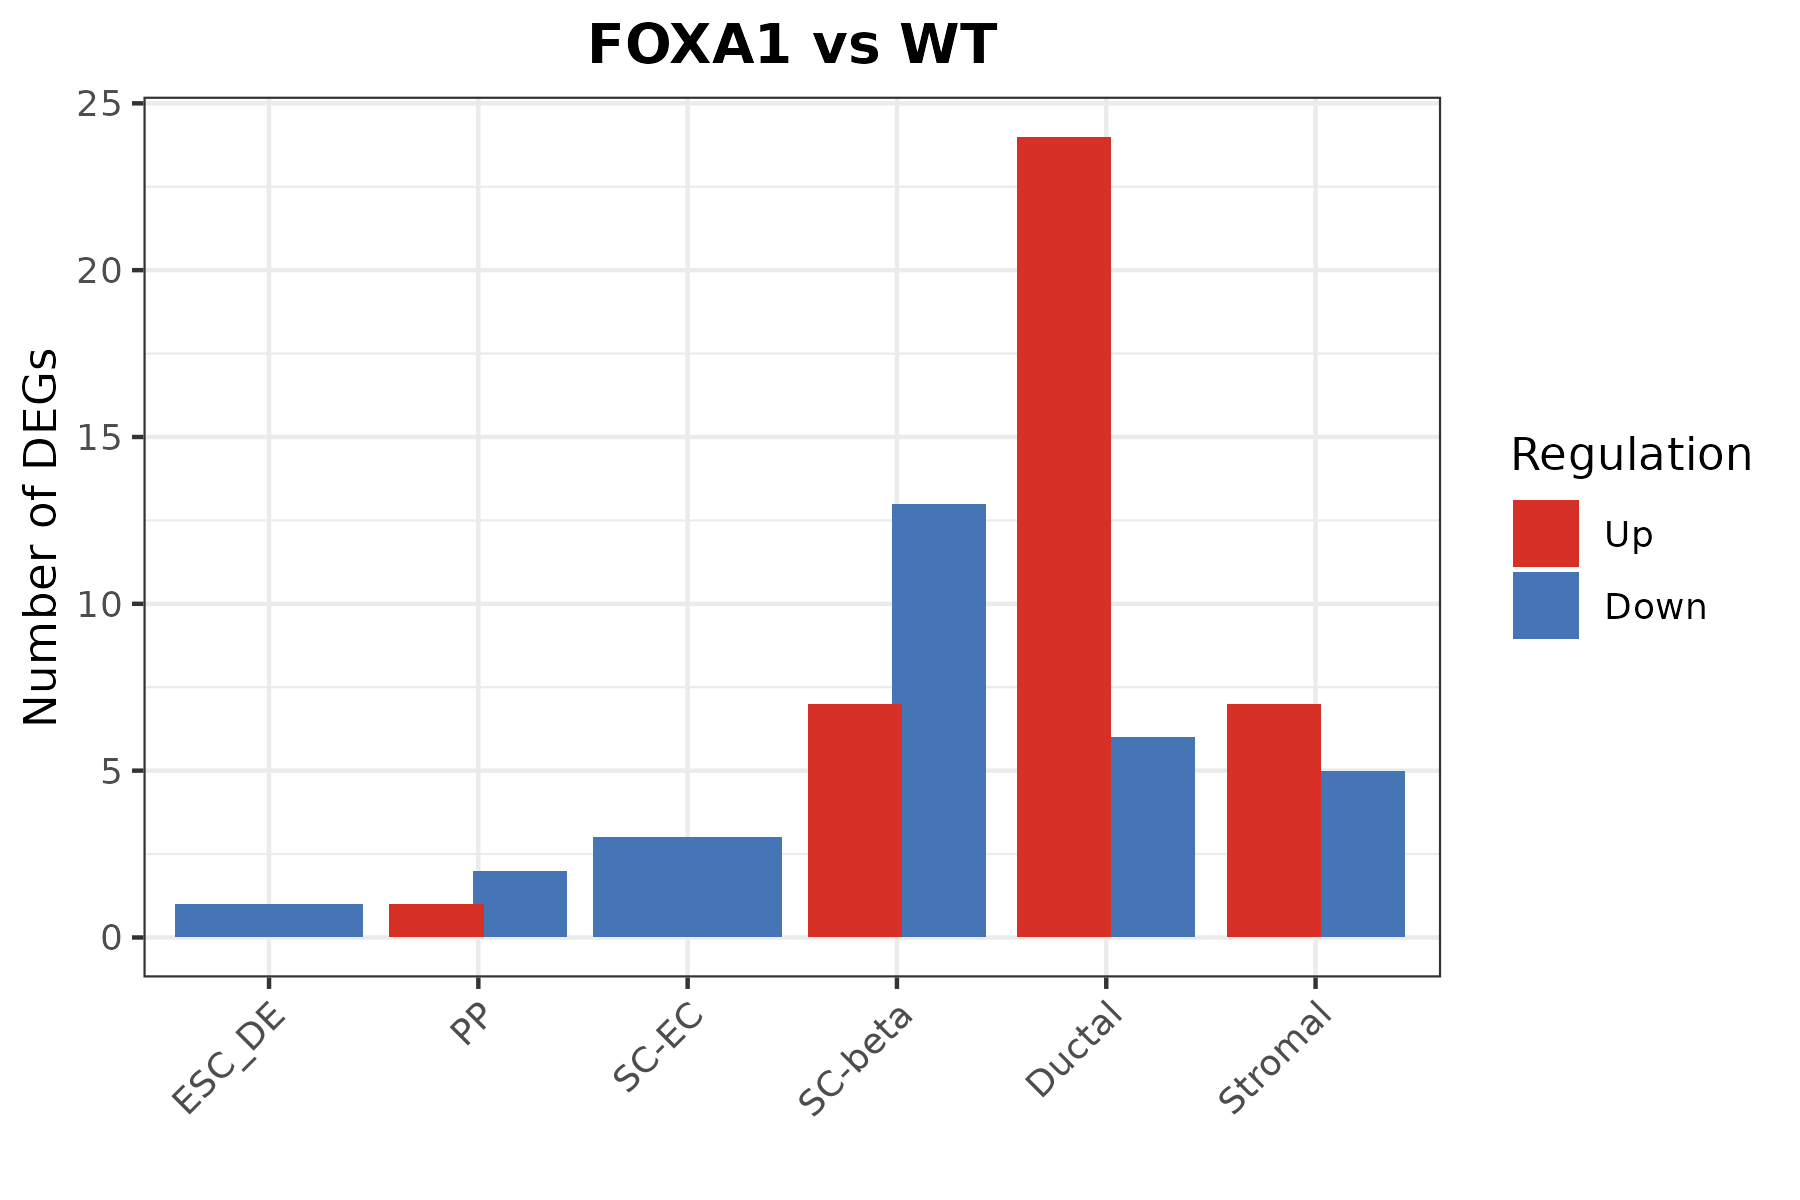 FOXA1 vs WT
Number of DEGs
25
20
15
10
5
0
ESC_DE
PP
SC-EC
SC-beta
Ductal
Stromal
Regulation
Up
Down